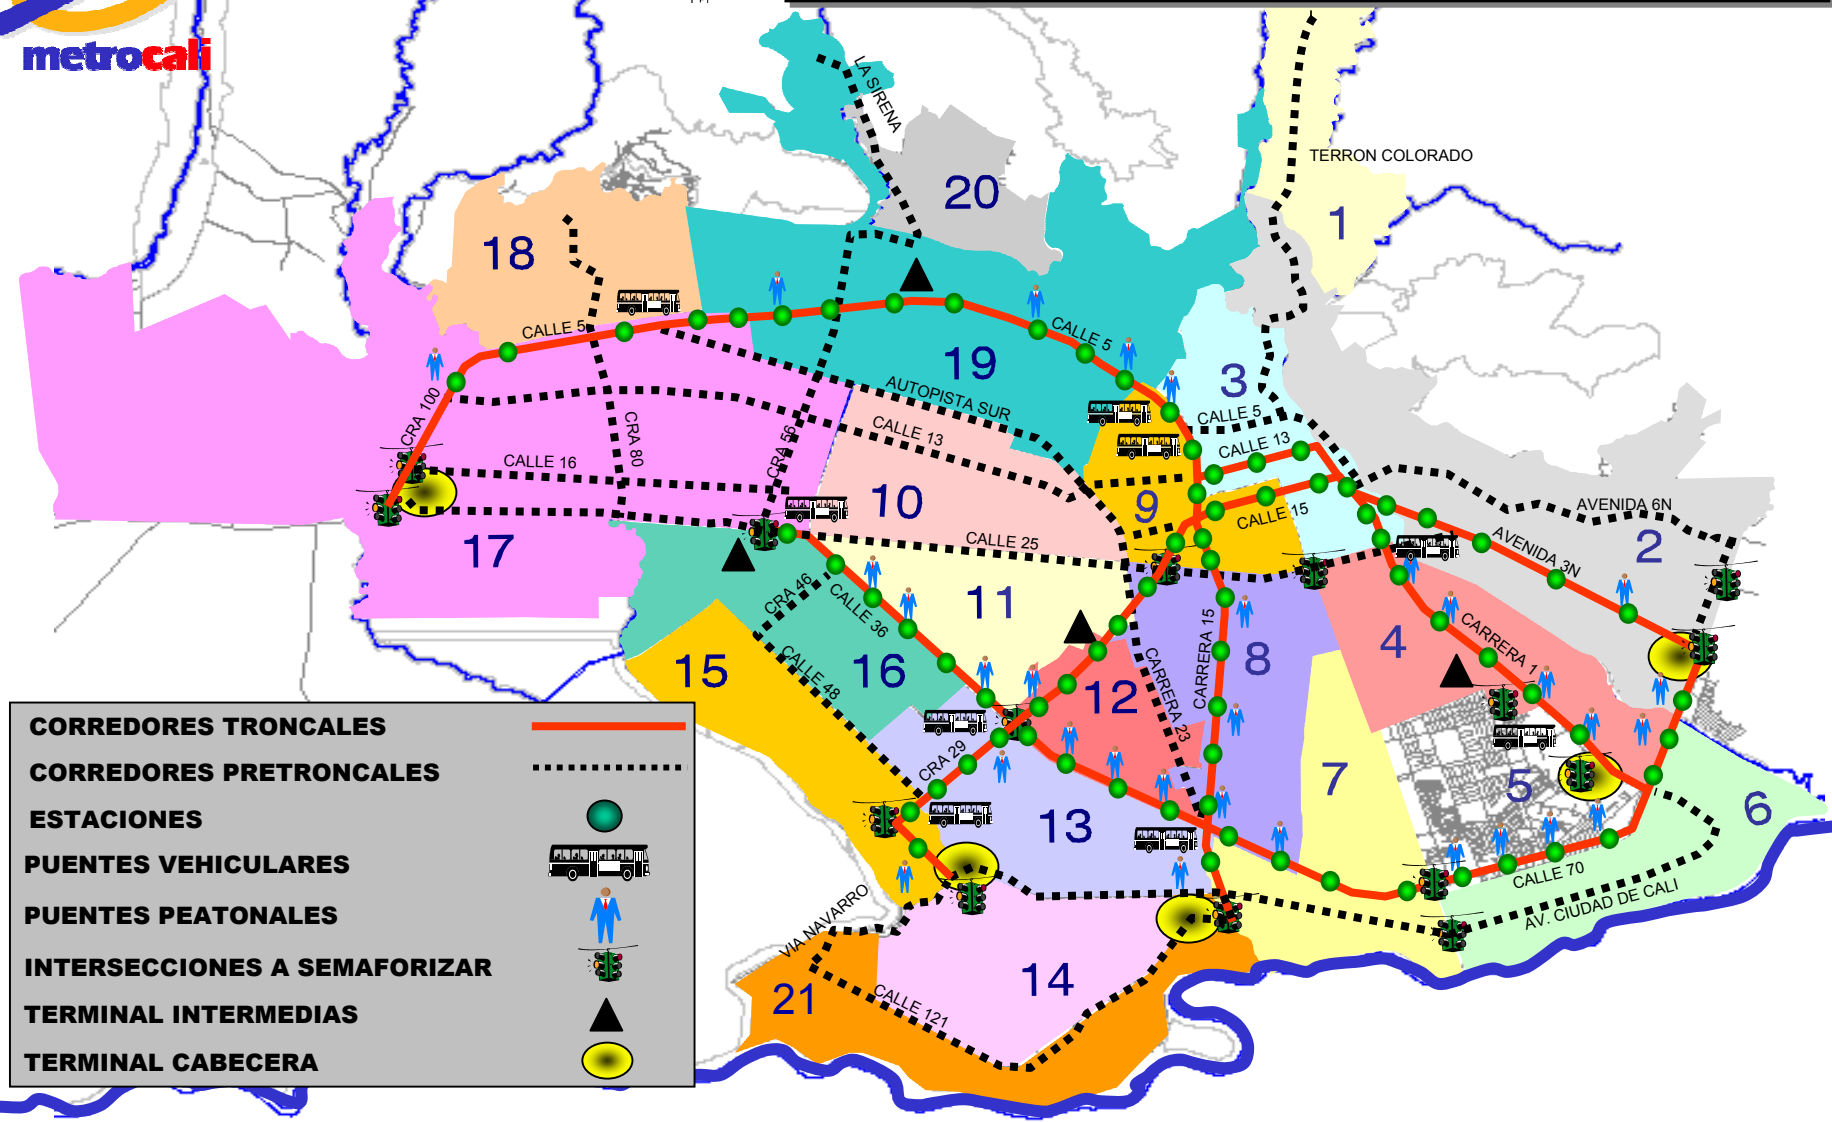 metrocali
LA SIRENA
TERRON COLORADO
20
1
18
CALLE 5
CALLE 5
19
3
AUTOPISTA SUR
CALLE 5
CRA 100
CRA 80
CRA 56
CALLE 13
CALLE 13
CALLE 16
10
9
CALLE 15
AVENIDA 6N
17
CALLE 25
AVENIDA 3N
2
CRA 46
CALLE 36
11
CARRERA 15
8
4
CARRERA 1
15
CALLE 48
16
12
CARRERA 23
CRA 29
7
5
6
13
CALLE 70
AV. CIUDAD DE CALI
VIA NAVARRO
21
CALLE 121
14
CORREDORES TRONCALES
CORREDORES PRETRONCALES
ESTACIONES
PUENTES VEHICULARES
PUENTES PEATONALES
INTERSECCIONES A SEMAFORIZAR
TERMINAL INTERMEDIAS
TERMINAL CABECERA